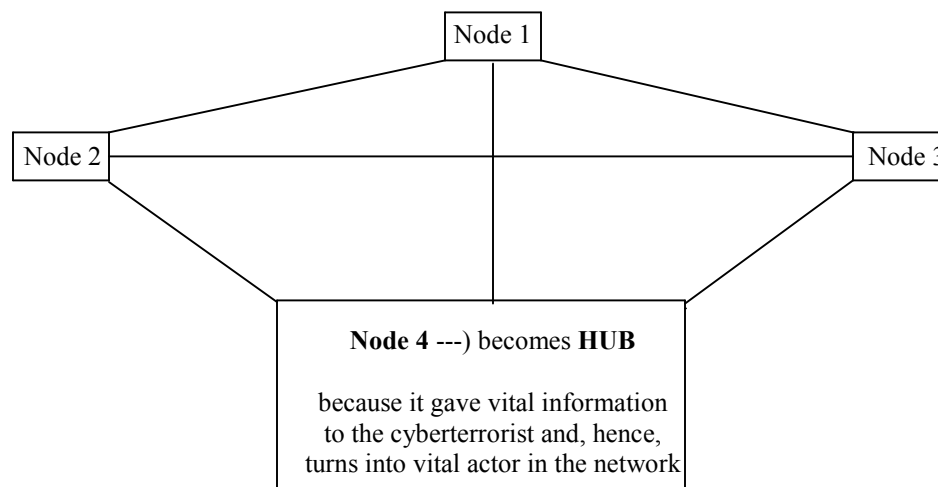 Node 1
Node 2
Node 3
Node 4 ---) becomes HUB
because it gave vital information
to the cyberterrorist and, hence,
turns into vital actor in the network